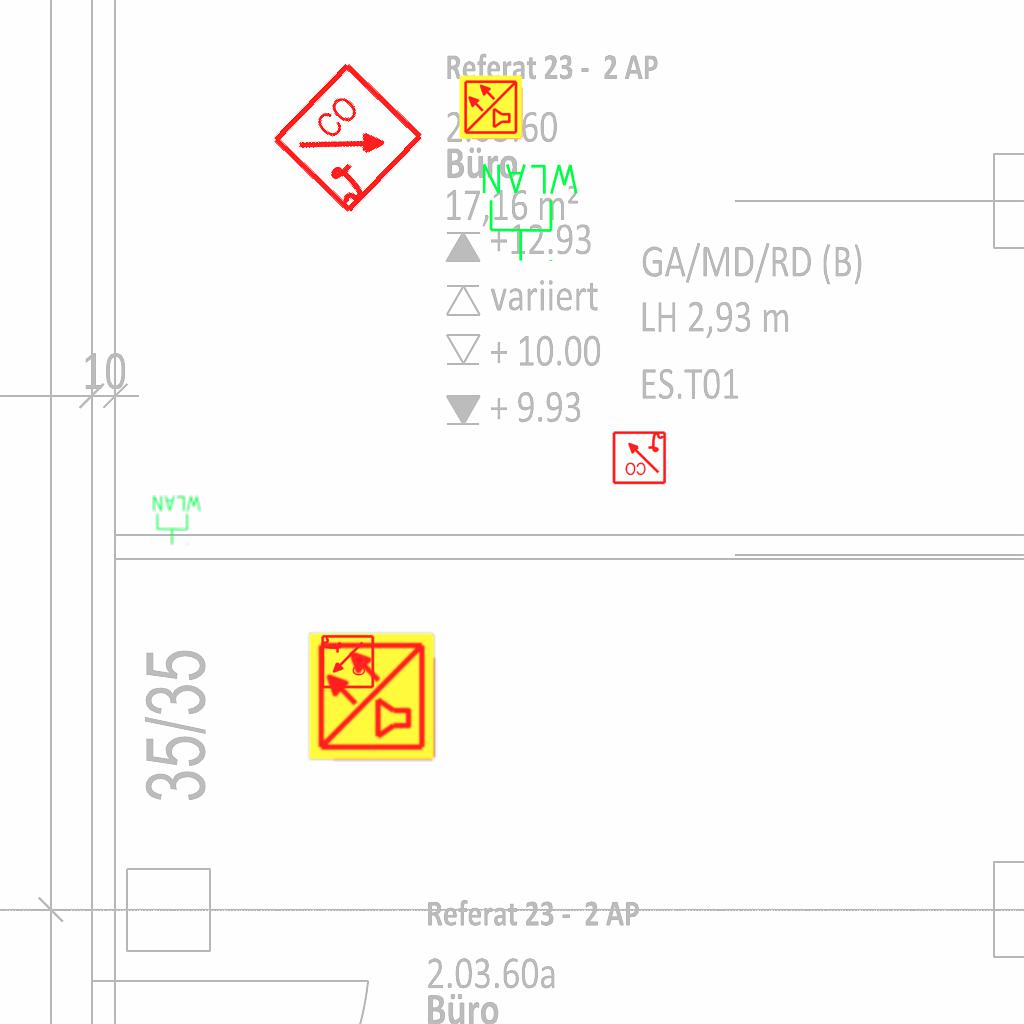 Referat 23 - 2 AP
CO
2.03.60
Büro
WLAN
17,16 m²
+12.93
GA/MD/RD (B)
variiert
LH 2,93 m
+ 10.00
10
ES.T01
+ 9.93
CO
WLAN
35/35
Referat 23 - 2 AP
2.03.60a
Büro